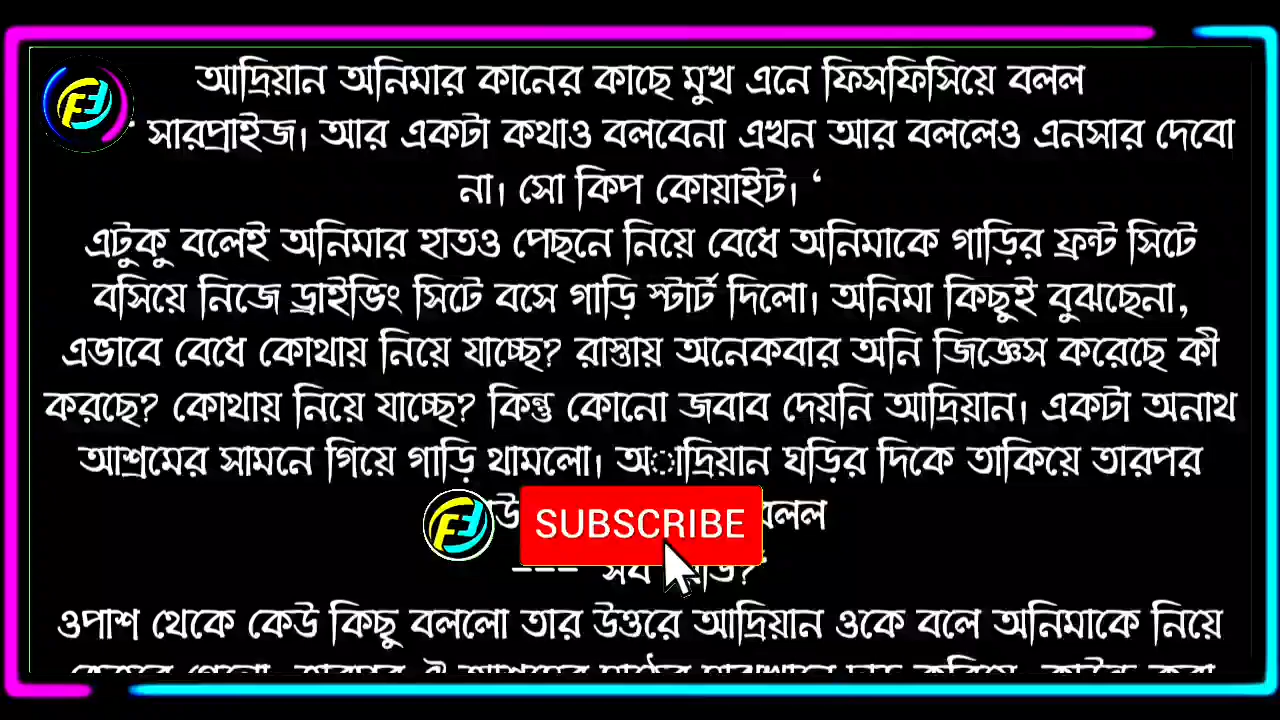 আদ্রিয়ান অনিমার কানের কাছে মুখ এনে ফিসফিসিয়ে বলল
‘ সারপ্রাইজ। আর একটা কথাও বলবেনা এখন আর বললেও এনসার দেবো
না। সো কিপ কোয়াইট। ‘
এটুকু বলেই অনিমার হাতও পেছনে নিয়ে বেধে অনিমাকে গাড়ির ফ্রন্ট সিটে
বসিয়ে নিজে ড্রাইভিং সিটে বসে গাড়ি স্টার্ট দিলো। অনিমা কিছুই বুঝছেনা,
এভাবে বেধে কোথায় নিয়ে যাচ্ছে? রাস্তায় অনেকবার অনি জিজ্ঞেস করেছে কী
করছে? কোথায় নিয়ে যাচ্ছে? কিন্তু কোনো জবাব দেয়নি আদ্রিয়ান। একটা অনাথ
আশ্রমের সামনে গিয়ে গাড়ি থামলো। অাদ্রিয়ান ঘড়ির দিকে তাকিয়ে তারপর
বলল
SUBSCRIBE
--- সব
ওপাশ থেকে কেউ কিছু বললো তার উত্তরে আদ্রিয়ান ওকে বলে অনিমাকে নিয়ে